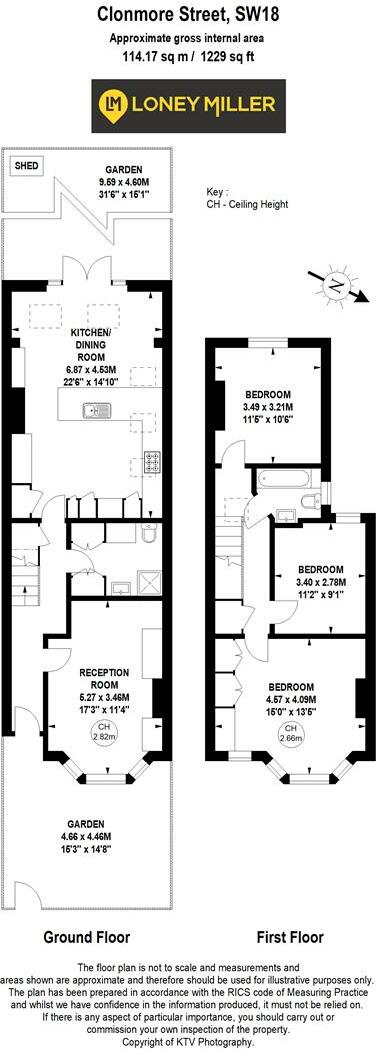 Clonmore Street, SW18
Approximate gross internal area
114.17 sq m / 1229 sq ft
LM LONEY MILLER
SHED
GARDEN
9.59 x 4.60M
31'6" x 15'1"
Key :
CH - Ceiling Height
N
KITCHEN/
DINING
ROOM
6.87 x 4.53M
22'6" x 14'10"
BEDROOM
3.49 x 3.21M
11'5" x 10'6"
BEDROOM
3.40 x 2.78M
11'2" x 9'1"
RECEPTION
ROOM
5.27 x 3.46M
17'3" x 11'4"
CH
2.82m
BEDROOM
4.57 x 4.09M
15'0" x 13'5"
CH
2.66m
GARDEN
4.66 x 4.46M
15'3" x 14'8"
Ground Floor
First Floor
The floor plan is not to scale and measurements and
areas shown are approximate and therefore should be used for illustrative purposes only.
The plan has been prepared in accordance with the RICS code of Measuring Practice
and whilst we have confidence in the information produced, it must not be relied on.
If there is any aspect of particular importance, you should carry out or
commission your own inspection of the property.
Copyright of KTV Photography.